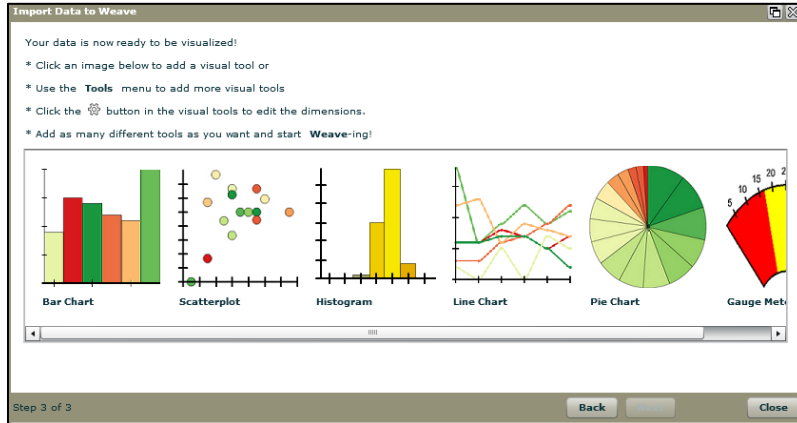 Import Data to Weave
Your data is now ready to be visualized!
* Click an image below to add a visual tool or
* Use the Tools menu to add more visual tools
* Click the button in the visual tools to edit the dimensions.
* Add as many different tools as you want and start Weave-ing!
5 10 15 20 2
Bar Chart
Scatterplot
Histogram
Line Chart
Pie Chart
Gauge Mete
Step 3 of 3
Back
Close